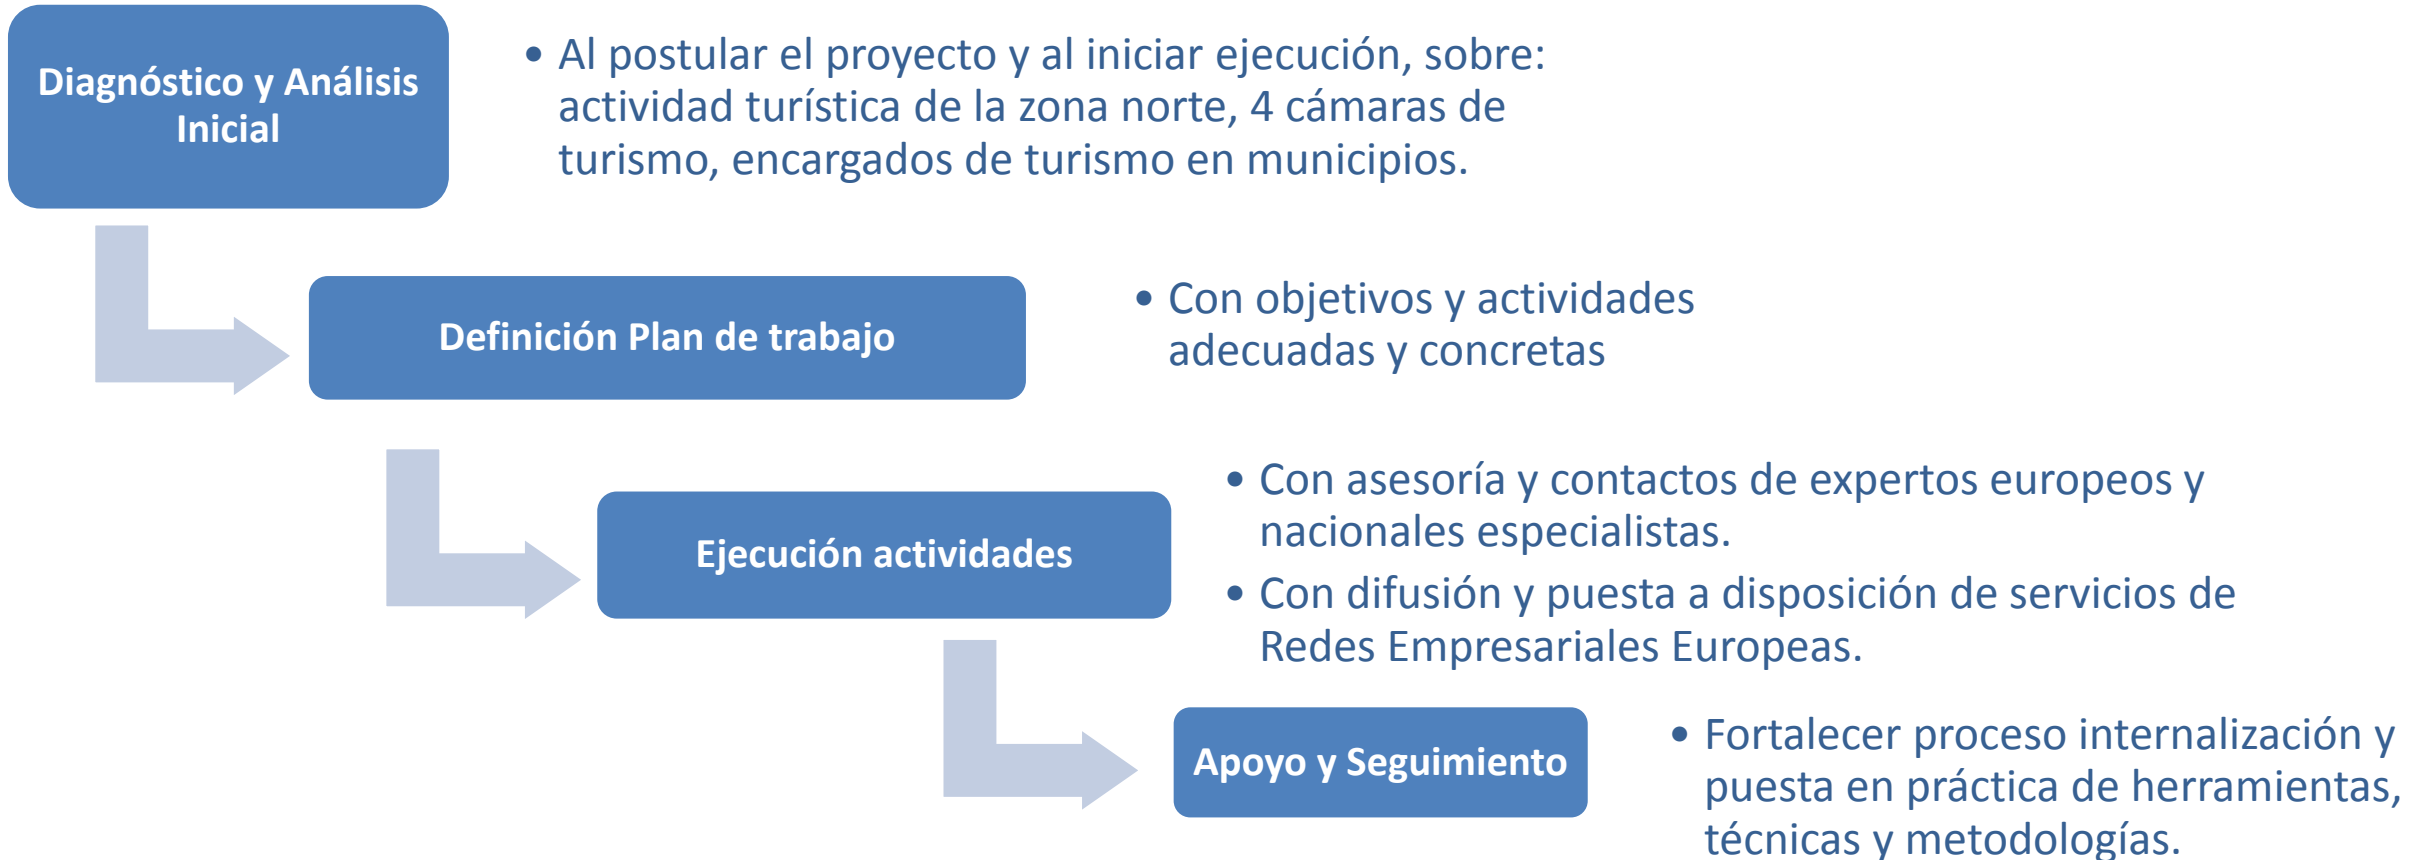 Diagnóstico y Análisis
Inicial
• Al postular el proyecto y al iniciar ejecución, sobre:
actividad turística de la zona norte, 4 cámaras de
turismo, encargados de turismo en municipios.
Definición Plan de trabajo
• Con objetivos y actividades
adecuadas y concretas
Ejecución actividades
• Con asesoría y contactos de expertos europeos y
nacionales especialistas.
• Con difusión y puesta a disposición de servicios de
Redes Empresariales Europeas.
Apoyo y Seguimiento
• Fortalecer proceso internalización y
puesta en práctica de herramientas,
técnicas y metodologías.